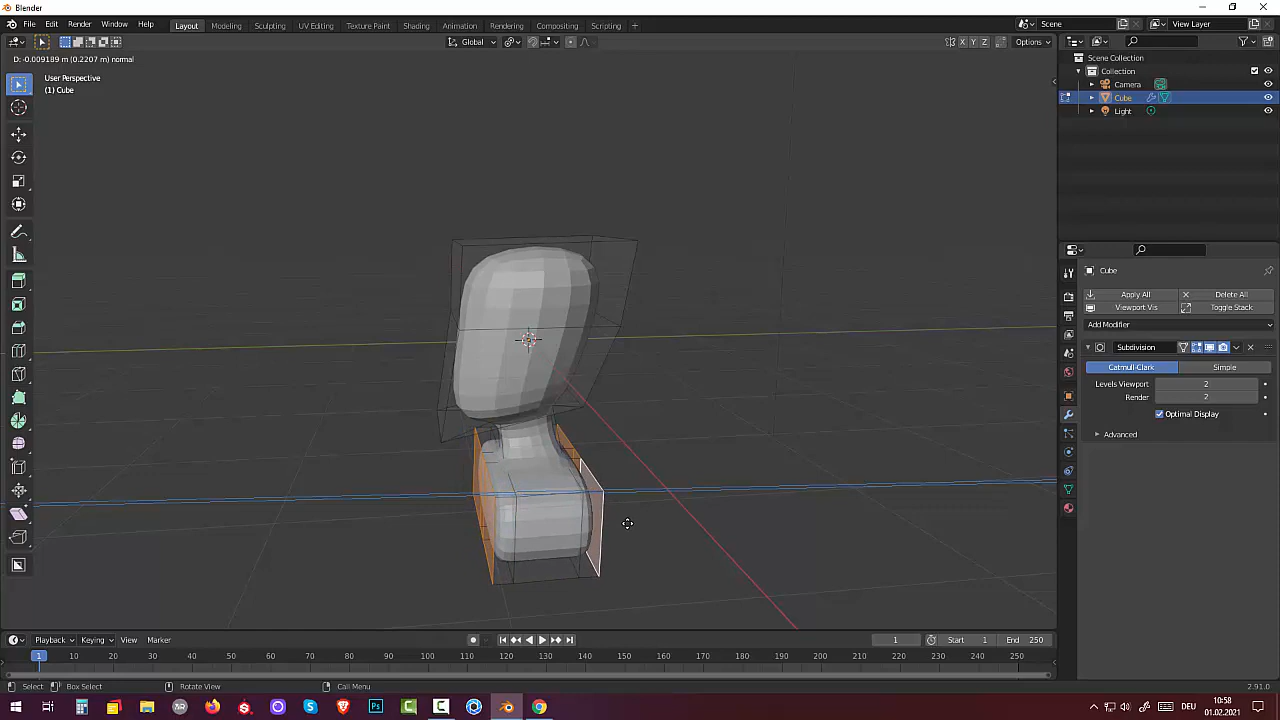 Blender
File Edit Render Window Help
Layout Modeling Sculpting UV Editing Texture Paint Shading Animation Rendering Compositing Scripting +
Scene
View Layer
Global
X Y Z
Options
D: -0.009189 m (0.2207 m) normal
User Perspective
(1) Cube
Scene Collection
Collection
Camera
Cube
Light
Cube
Apply All
Delete All
Viewport Vis
Toggle Stack
Add Modifier
Subdivision
Catmull-Clark
Simple
Levels Viewport 2
Render 2
Optimal Display
Advanced
Playback Keying View Marker
1
Start 1
End 250
1 10 20 30 40 50 60 70 80 90 100 110 120 130 140 150 160 170 180 190 200 210 220 230 240 250
Select
Box Select
Rotate View
Call Menu
2.91.0
DEU
10:58
01.02.2021